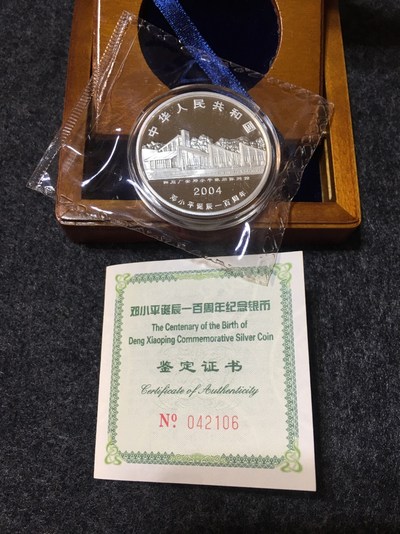 中华人民共和国
2004
邓小平诞辰一百周年
邓小平诞辰一百周年纪念银币
The Centenary of the Birth of
Deng Xiaoping Commemorative Silver Coin
鉴定证书
Certificate of Authenticity
Nº 042106